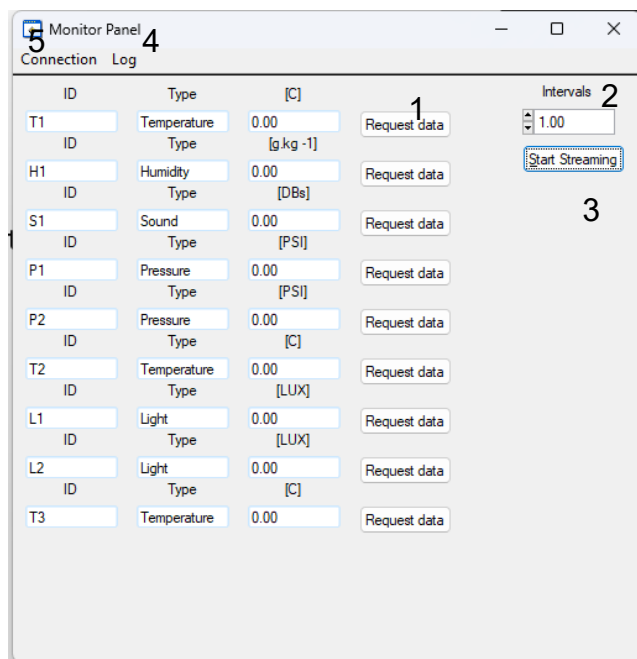 Monitor Panel
5 4
Connection Log
ID Type [C] Intervals 2
1
T1 Temperature 0.00 Request data 1.00
ID Type [g.kg -1]
Start Streaming
H1 Humidity 0.00 Request data
ID Type [DBs]
3
S1 Sound 0.00 Request data
t
ID Type [PSI]
P1 Pressure 0.00 Request data
ID Type [PSI]
P2 Pressure 0.00 Request data
ID Type [C]
T2 Temperature 0.00 Request data
ID Type [LUX]
L1 Light 0.00 Request data
ID Type [LUX]
L2 Light 0.00 Request data
ID Type [C]
T3 Temperature 0.00 Request data